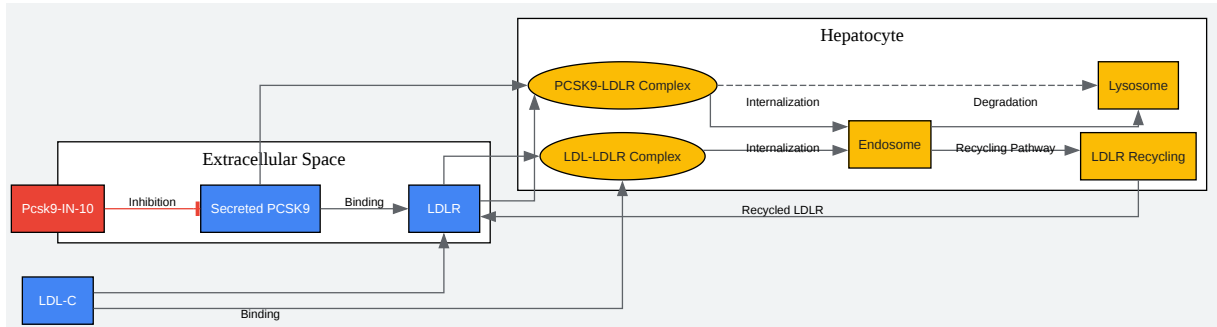 Hepatocyte
PCSK9-LDLR Complex
Lysosome
Internalization
Degradation
Endosome
LDL-LDLR Complex
Internalization
Recycling Pathway
LDLR Recycling
Extracellular Space
Pcsk9-IN-10
Inhibition
Secreted PCSK9
Binding
LDLR
Recycled LDLR
LDL-C
Binding